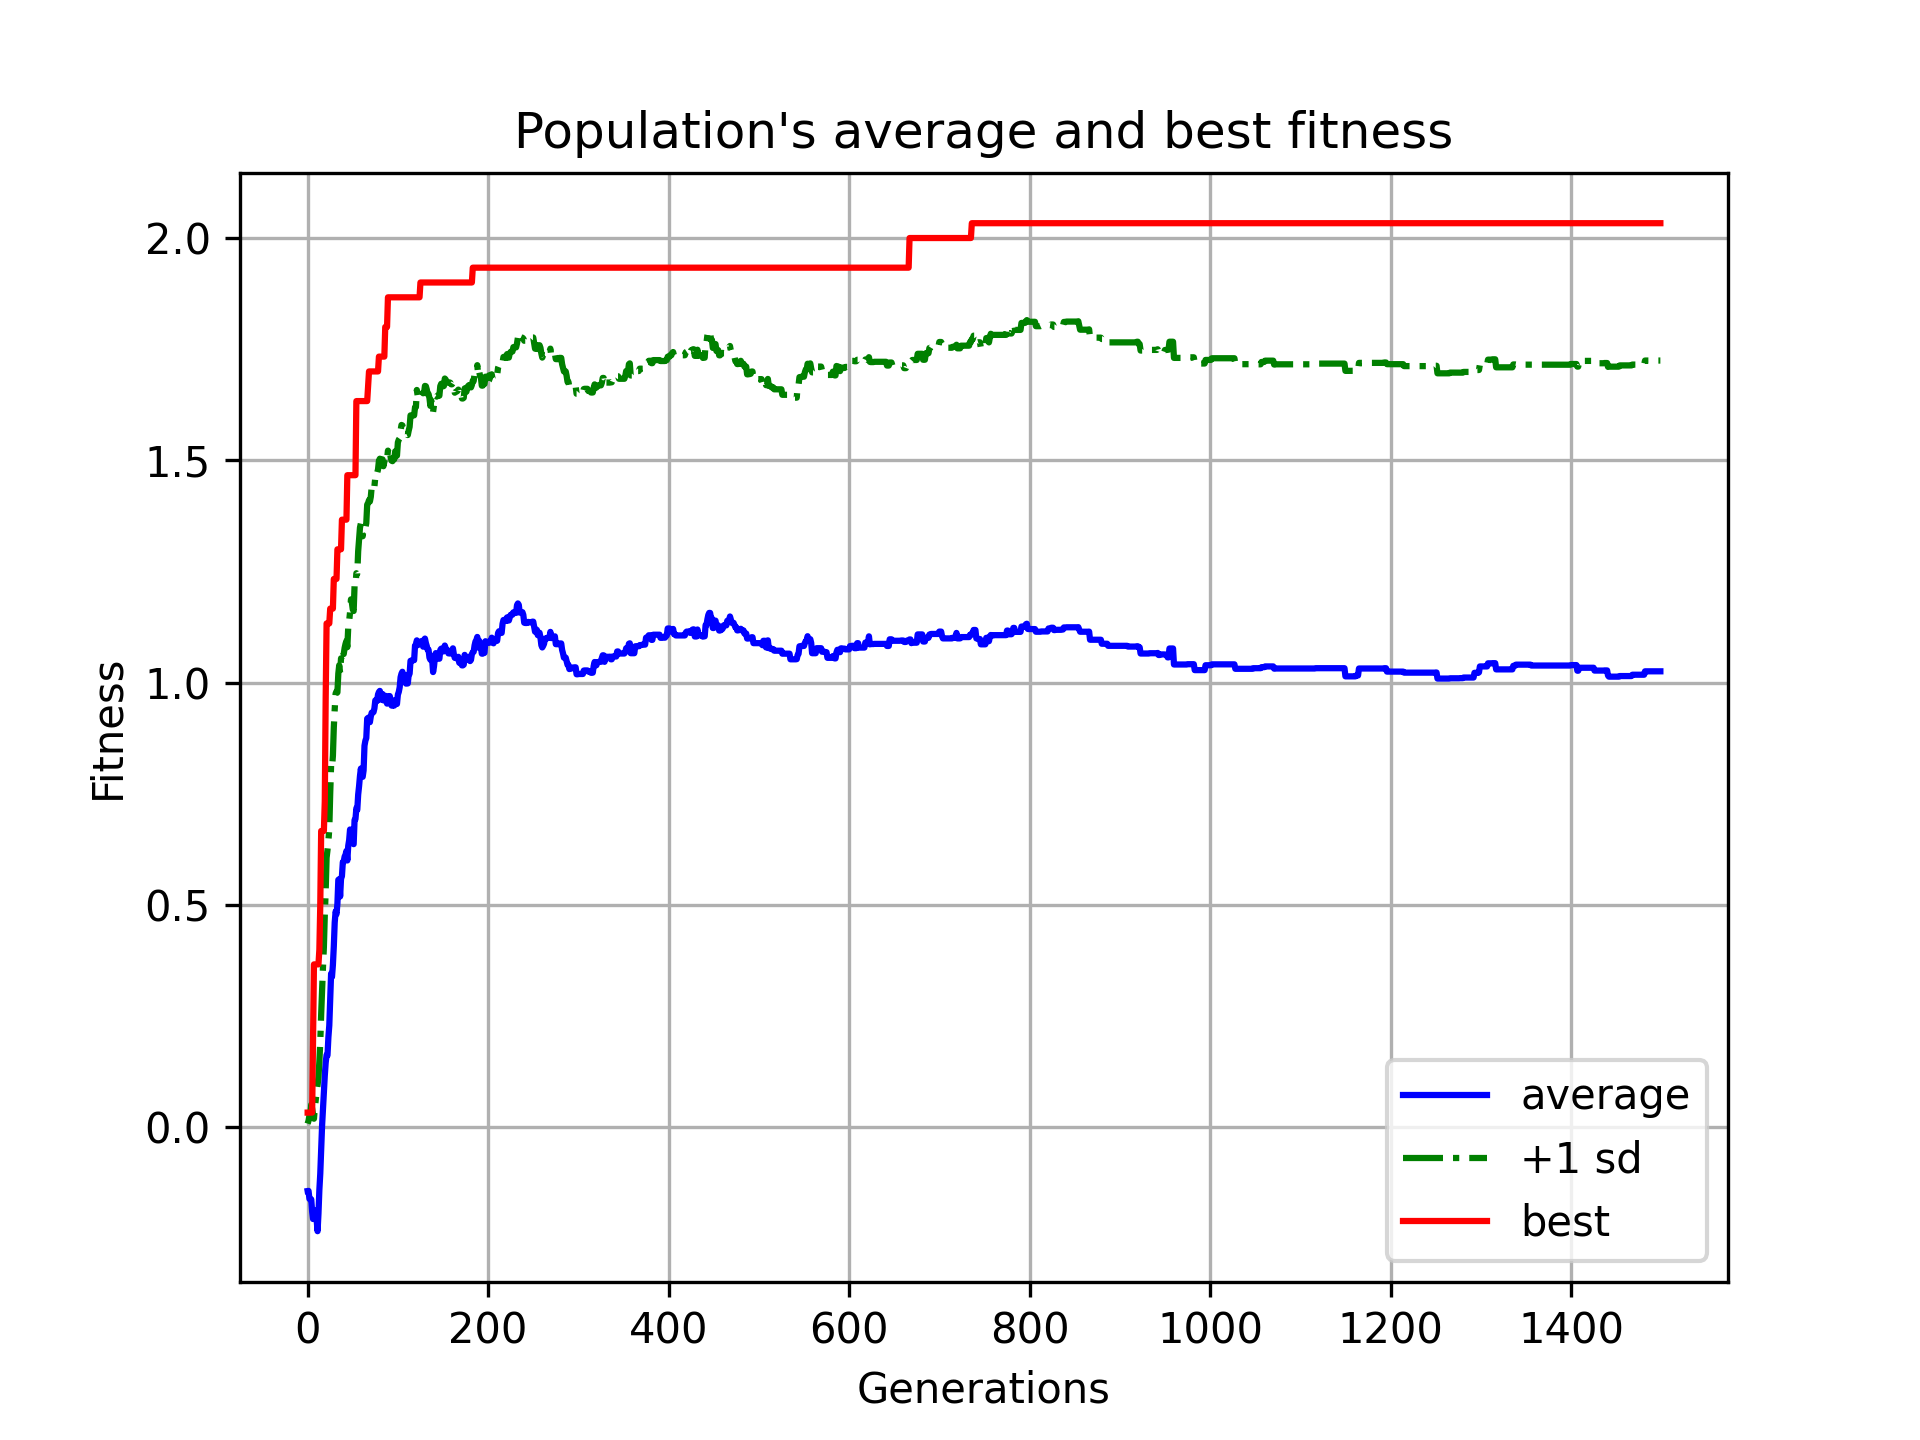 Population's average and best fitness
Fitness
2.0
1.5
1.0
0.5
0.0
0 200 400 600 800 1000 1200 1400
Generations
average
+1 sd
best